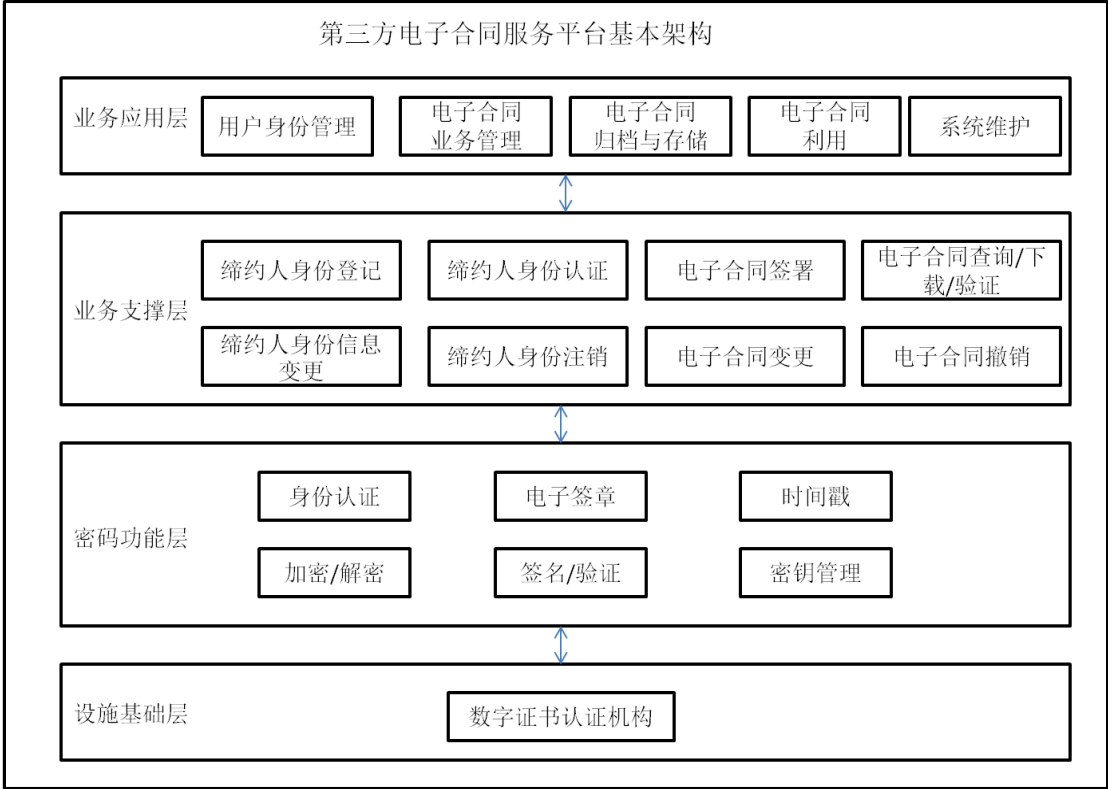 第三方电子合同服务平台基本架构
业务应用层
用户身份管理
电子合同
业务管理
电子合同
归档与存储
电子合同
利用
系统维护
业务支撑层
缔约人身份登记
缔约人身份认证
电子合同签署
电子合同查询/下
载/验证
缔约人身份信息
变更
缔约人身份注销
电子合同变更
电子合同撤销
密码功能层
身份认证
电子签章
时间戳
加密/解密
签名/验证
密钥管理
设施基础层
数字证书认证机构